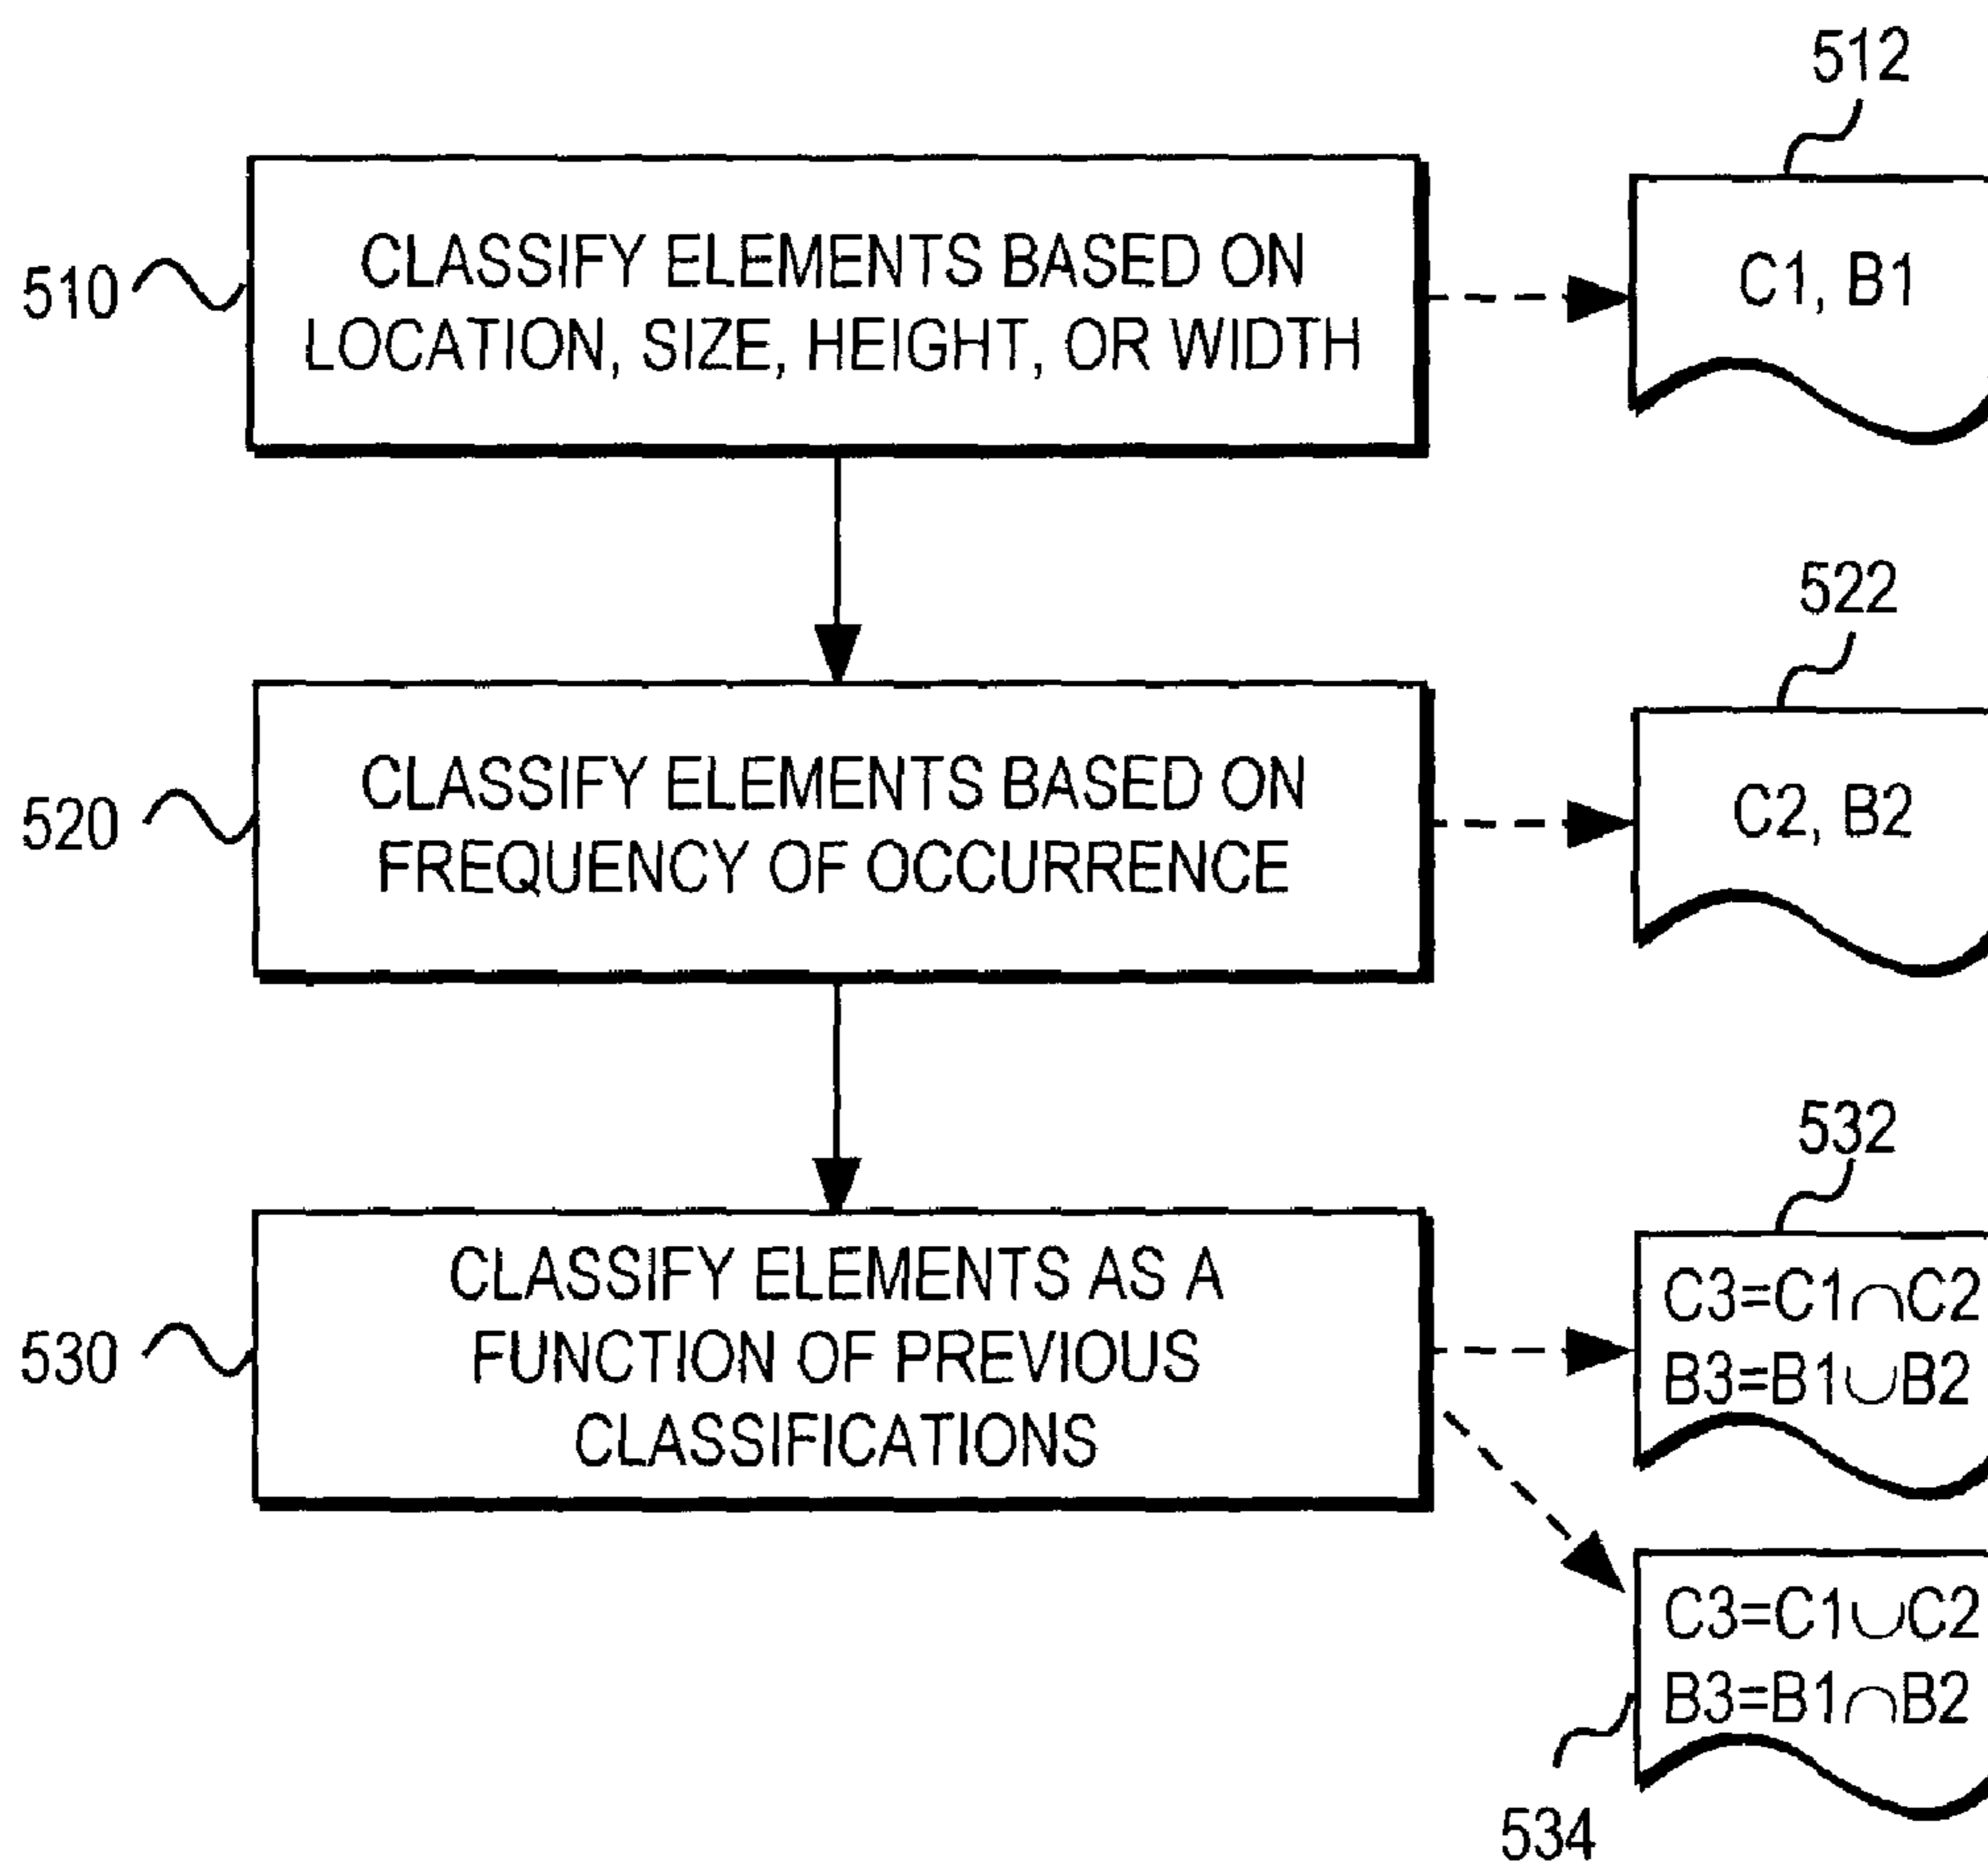 512
510
CLASSIFY ELEMENTS BASED ON
LOCATION, SIZE, HEIGHT, OR WIDTH
C1, B1
522
520
CLASSIFY ELEMENTS BASED ON
FREQUENCY OF OCCURRENCE
C2, B2
532
530
CLASSIFY ELEMENTS AS A
FUNCTION OF PREVIOUS
CLASSIFICATIONS
C3=C1∩C2
B3=B1∪B2
C3=C1∪C2
B3=B1∩B2
534